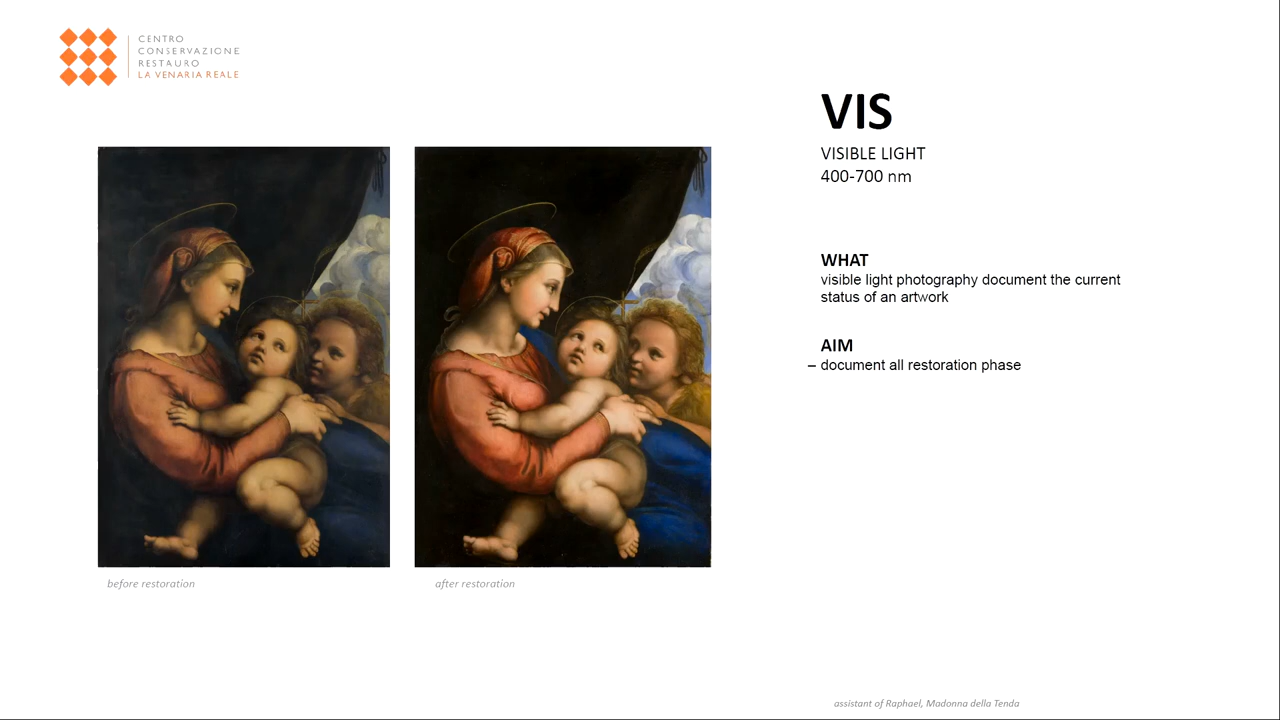 CENTRO
CONSERVAZIONE
RESTAURO
LA VENARIA REALE
VIS
VISIBLE LIGHT
400-700 nm
WHAT
visible light photography document the current
status of an artwork
AIM
– document all restoration phase
before restoration
after restoration
assistant of Raphael, Madonna della Tenda